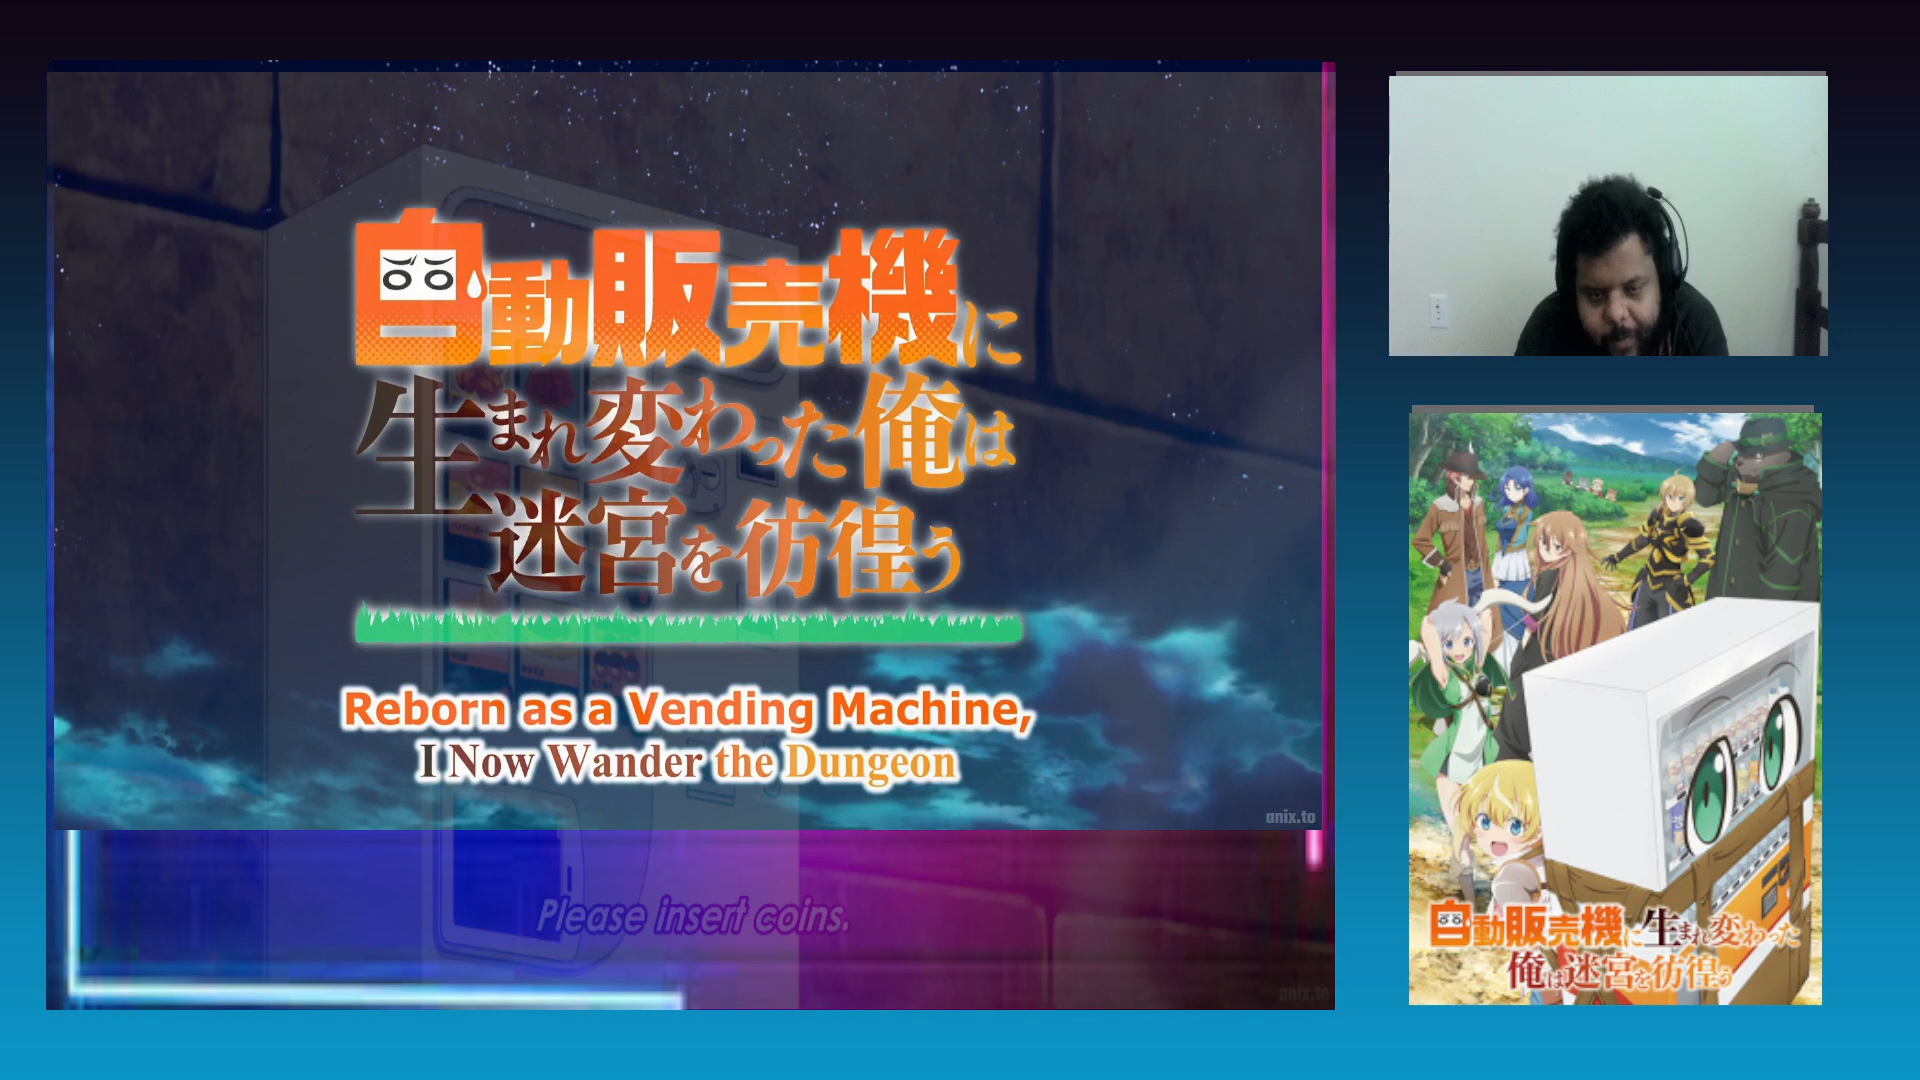 自動販売機に
生まれ変わった俺は
迷宮を彷徨う
Reborn as a Vending Machine,
I Now Wander the Dungeon
anix.to
Please insert coins.
anix.to
自動販売機に生まれ変わった
俺は迷宮を彷徨う